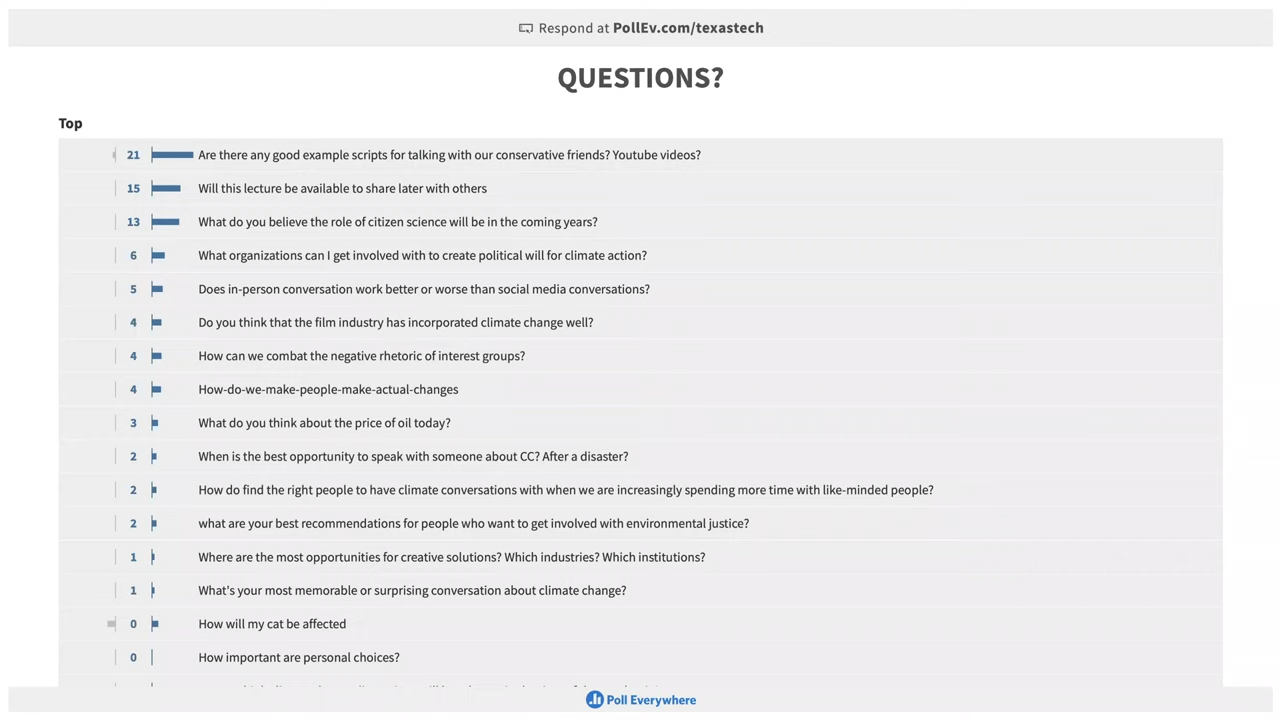 Respond at PollEv.com/texastech
QUESTIONS?
Top
21 Are there any good example scripts for talking with our conservative friends? Youtube videos?
15 Will this lecture be available to share later with others
13 What do you believe the role of citizen science will be in the coming years?
6 What organizations can I get involved with to create political will for climate action?
5 Does in-person conversation work better or worse than social media conversations?
4 Do you think that the film industry has incorporated climate change well?
4 How can we combat the negative rhetoric of interest groups?
4 How-do-we-make-people-make-actual-changes
3 What do you think about the price of oil today?
2 When is the best opportunity to speak with someone about CC? After a disaster?
2 How do find the right people to have climate conversations with when we are increasingly spending more time with like-minded people?
2 what are your best recommendations for people who want to get involved with environmental justice?
1 Where are the most opportunities for creative solutions? Which industries? Which institutions?
1 What's your most memorable or surprising conversation about climate change?
0 How will my cat be affected
0 How important are personal choices?
Poll Everywhere